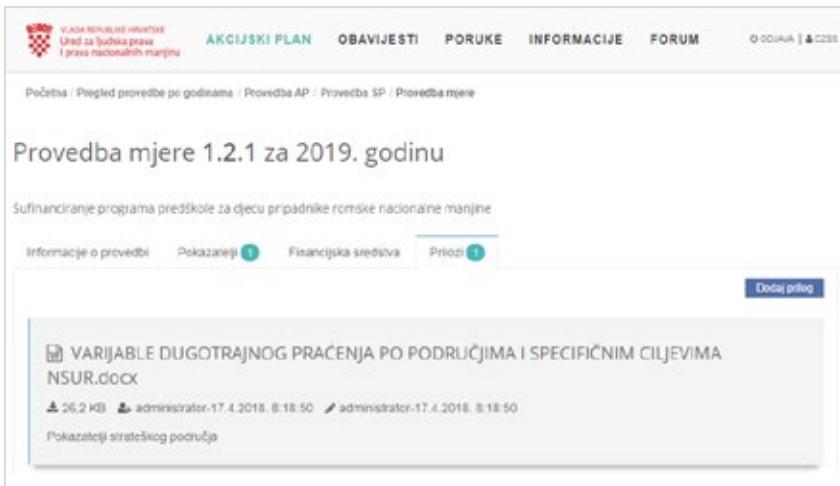 VLADA REPUBLIKE HRVATSKE
Ured za ljudska prava
i prava nacionalnih manjina
AKCIJSKI PLAN OBAVIJESTI PORUKE INFORMACIJE FORUM ODJAVA | CZSS
Početna / Pregled provedbe po godinama / Provedba AP / Provedba SP / Provedba mjere
Provedba mjere 1.2.1 za 2019. godinu
Sufinanciranje programa predškole za djecu pripadnike romske nacionalne manjine
Informacije o provedbi Pokazatelji 1 Financijska sredstva Prilozi 1
Dodaj prilog
VARIJABLE DUGOTRAJNOG PRAĆENJA PO PODRUČJIMA I SPECIFIČNIM CILJEVIMA
NSUR.docx
26.2 KB administrator-17.4.2018. 8:18:50 administrator-17.4.2018. 8:18:50
Pokazatelji strateškog područja